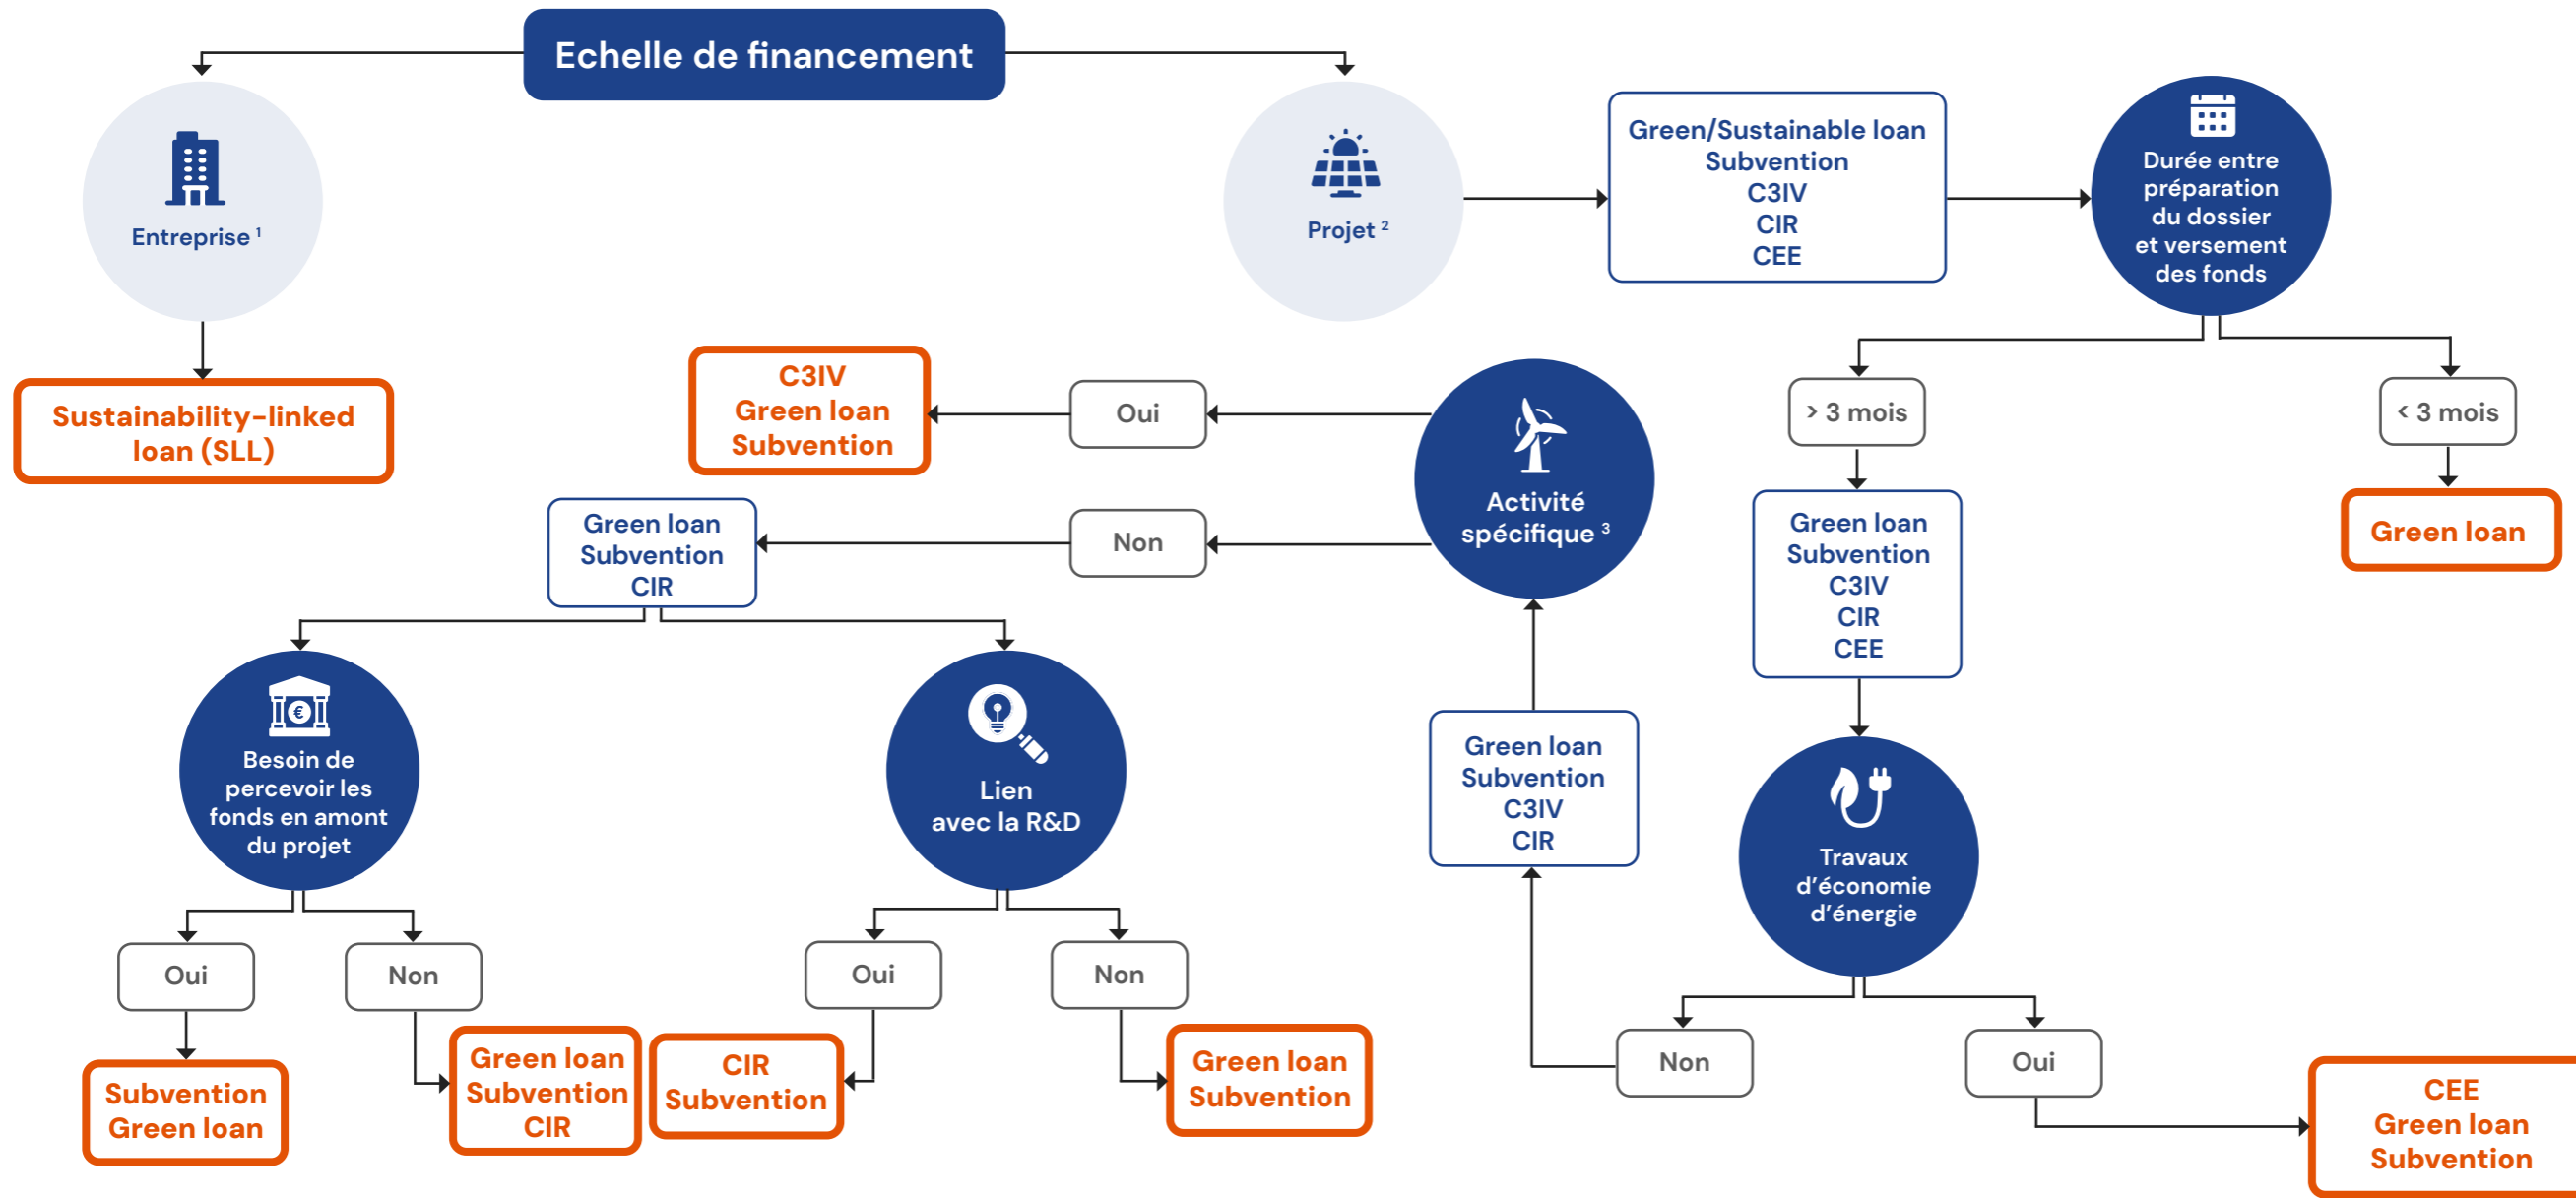 Echelle de financement
Entreprise ¹
Sustainability-linked
loan (SLL)
Projet ²
Green/Sustainable loan
Subvention
C3IV
CIR
CEE
Durée entre
préparation
du dossier
et versement
des fonds
> 3 mois
< 3 mois
Green loan
Green loan
Subvention
C3IV
CIR
CEE
Travaux
d'économie
d'énergie
Non
Oui
CEE
Green loan
Subvention
Green loan
Subvention
C3IV
CIR
Activité
spécifique ³
Oui
C3IV
Green loan
Subvention
Non
Green loan
Subvention
CIR
Besoin de
percevoir les
fonds en amont
du projet
Oui
Non
Subvention
Green loan
Green loan
Subvention
CIR
Lien
avec la R&D
Oui
Non
CIR
Subvention
Green loan
Subvention